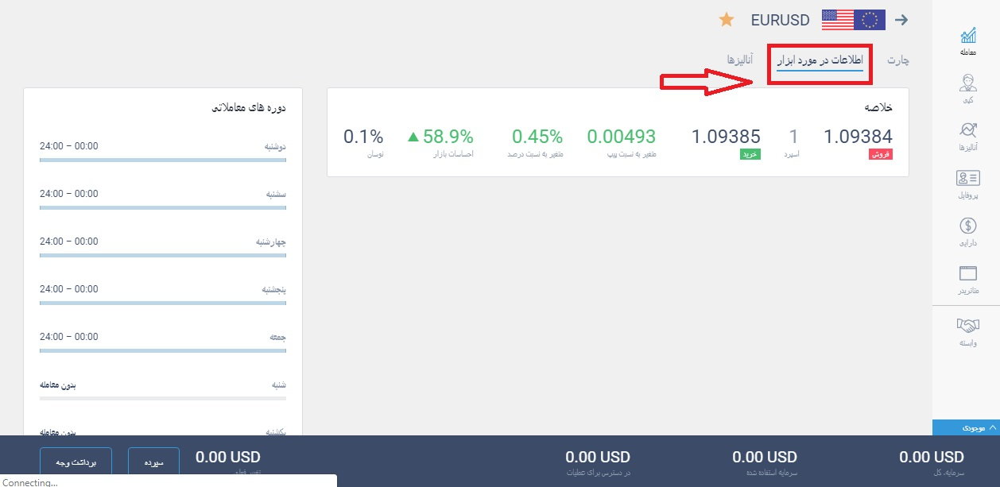 EURUSD
چارت
اطلاعات در مورد ابزار
آنالیزها
خلاصه
1.09384
فروش
1
اسپرد
1.09385
خرید
0.00493
متغیر به نسبت پیپ
0.45%
متغیر به نسبت درصد
58.9%
احساسات بازار
0.1%
نوسان
دوره های معاملاتی
دوشنبه 24:00 – 00:00
سشنبه 24:00 – 00:00
چهارشنبه 24:00 – 00:00
پنجشنبه 24:00 – 00:00
جمعه 24:00 – 00:00
شنبه بدون معامله
یکشنبه بدون معامله
معامله
کپی
آنالیزها
پروفایل
دارایی
متاتریدر
وابسته
موجودی
0.00 USD
سرمایه. کل
0.00 USD
سرمایه استفاده شده
0.00 USD
در دسترس برای عملیات
0.00 USD
سپرده
برداشت وجه
Connecting...